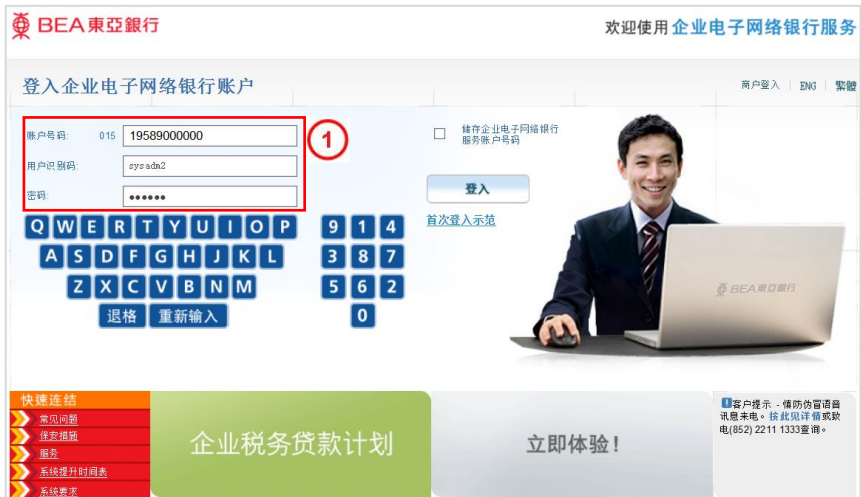 BEA東亞銀行
欢迎使用 企业电子网络银行服务
登入企业电子网络银行账户
商户登入 | ENG | 繁體
账户号码: 015 19589000000
1
储存企业电子网络银行
服务账户号码
用户识别码: sysadm2
密码: ●●●●●●
登入
首次登入示范
Q W E R T Y U I O P 9 1 4
A S D F G H J K L 3 8 7
Z X C V B N M 5 6 2
退格 重新输入 0
BEA東亞銀行
快速连结
常见问题
保安措施
服务
系统提升时间表
系统要求
企业税务贷款计划
立即体验!
客户提示 - 慎防伪冒语音
讯息来电。按此见详情或致
电(852) 2211 1333查询。